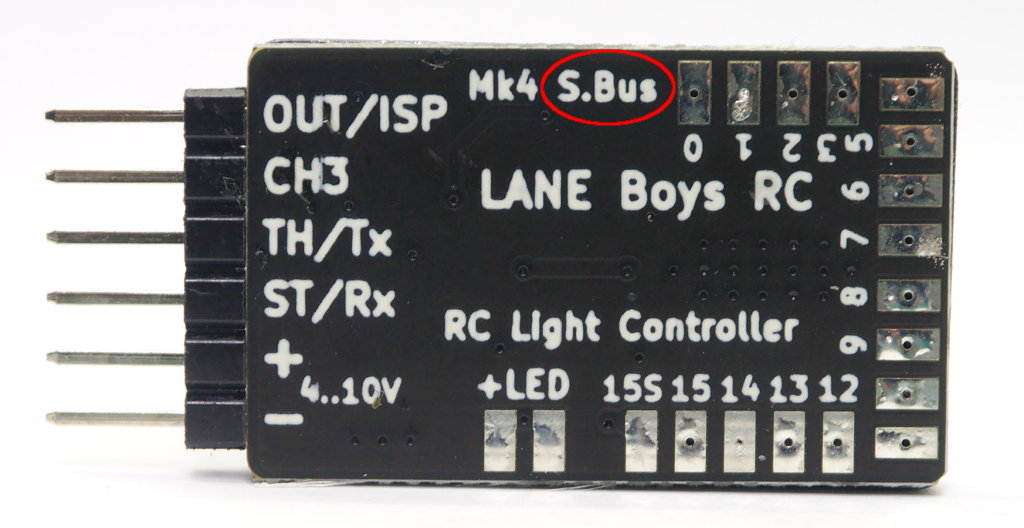 Mk4 S.Bus
OUT/ISP
CH3
TH/Tx
ST/Rx
+
4..10V
−
0 1 2 3
5
6
7
8
9
LANE Boys RC
RC Light Controller
+LED 15S 15 14 13 12